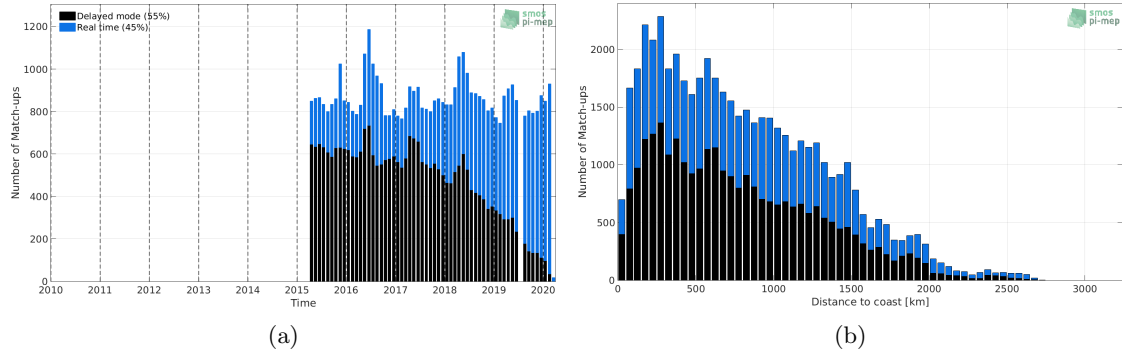 Delayed mode (55%)
Real time (45%)
smos
pi-mep
Number of Match-ups
0
200
400
600
800
1000
1200
2010
2011
2012
2013
2014
2015
2016
2017
2018
2019
2020
Time
(a)
smos
pi-mep
Number of Match-ups
0
500
1000
1500
2000
0
500
1000
1500
2000
2500
3000
Distance to coast [km]
(b)